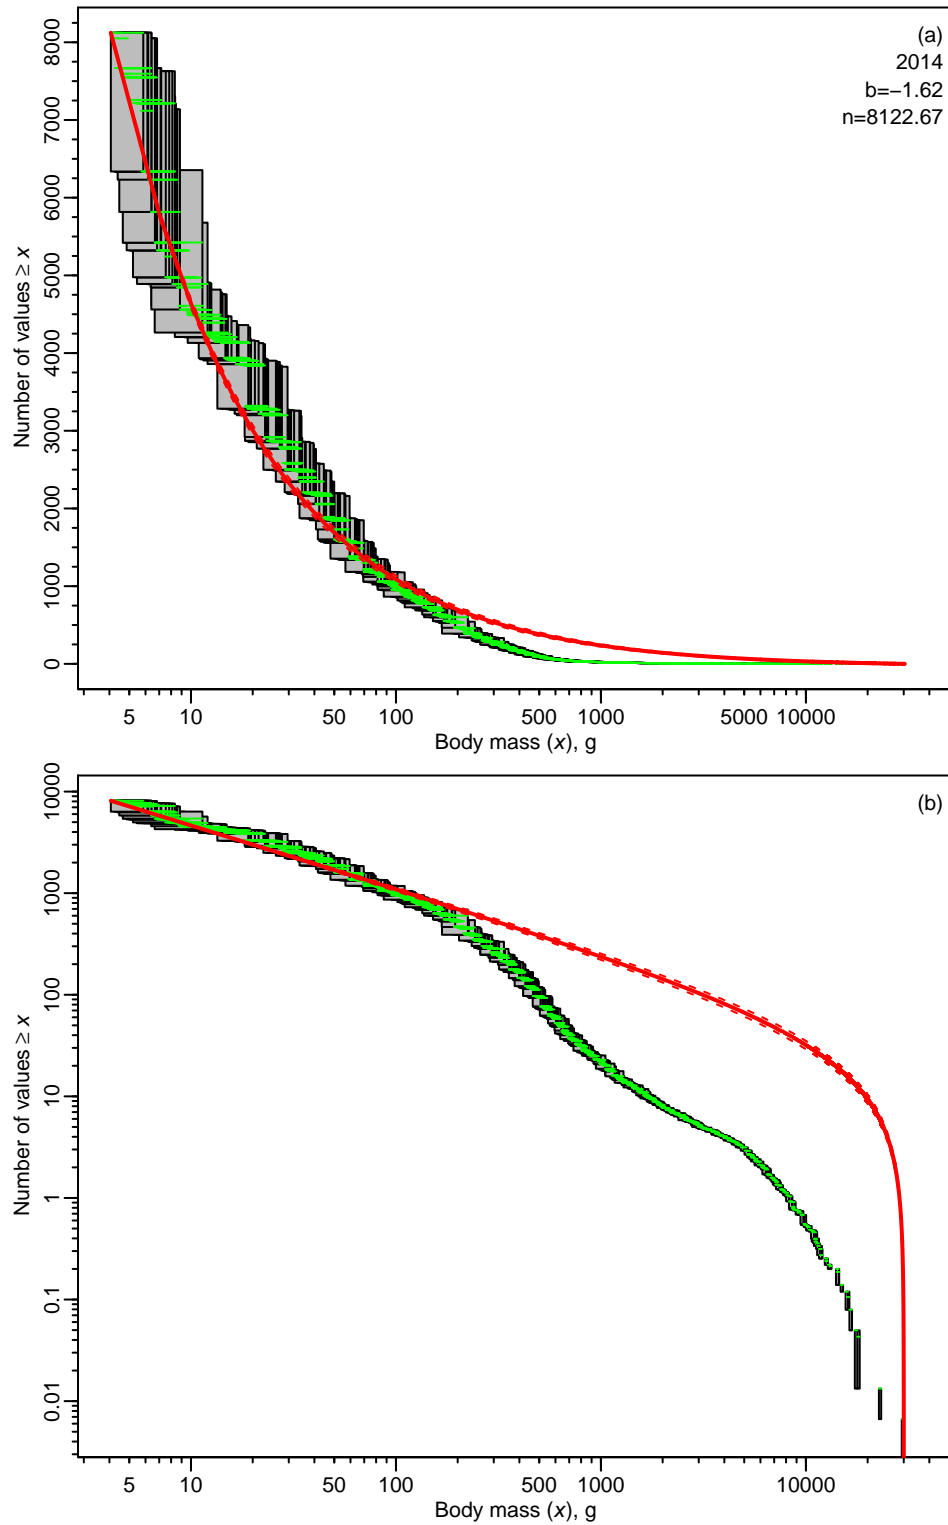 (a)
2014
b=−1.62
n=8122.67
8000
7000
6000
5000
4000
3000
2000
1000
0
Number of values ≥ x
5 10 50 100 500 1000 5000 10000
Body mass (x), g
(b)
10000
1000
100
10
1
0.1
0.01
Number of values ≥ x
5 10 50 100 500 1000 10000
Body mass (x), g